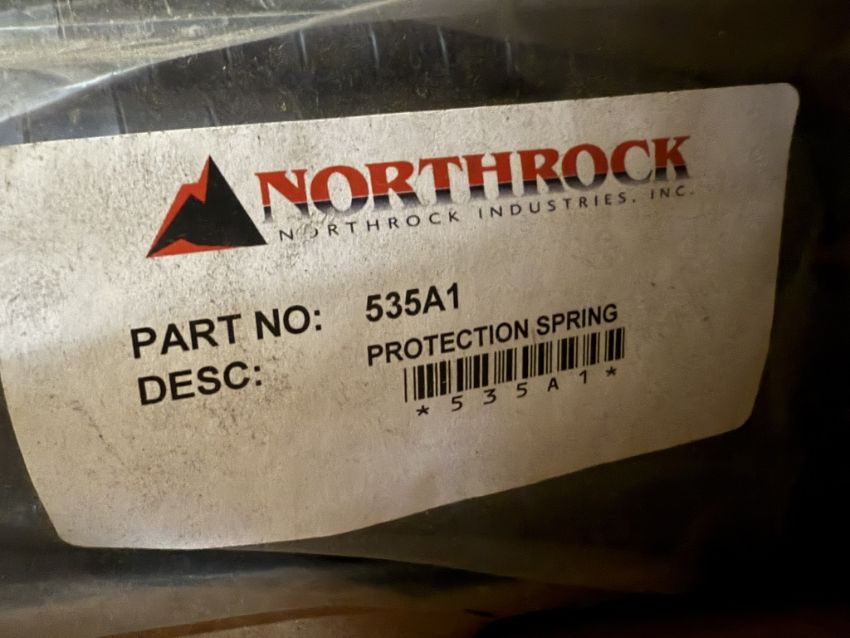 NORTHROCK
NORTHROCK INDUSTRIES, INC.
PART NO: 535A1
DESC: PROTECTION SPRING
*535A1*